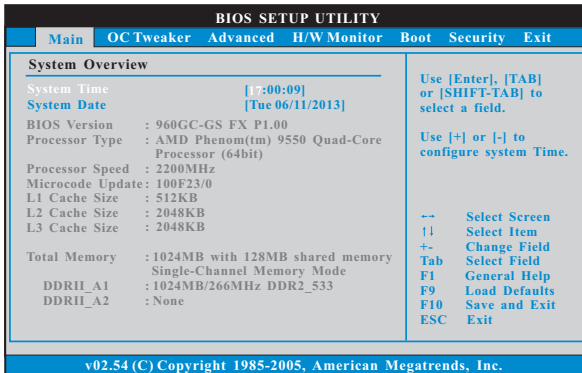 BIOS SETUP UTILITY
Main OC Tweaker Advanced H/W Monitor Boot Security Exit
System Overview
System Time [17:00:09]
System Date [Tue 06/11/2013]
BIOS Version : 960GC-GS FX P1.00
Processor Type : AMD Phenom(tm) 9550 Quad-Core
Processor (64bit)
Processor Speed : 2200MHz
Microcode Update : 100F23/0
L1 Cache Size : 512KB
L2 Cache Size : 2048KB
L3 Cache Size : 2048KB
Total Memory : 1024MB with 128MB shared memory
Single-Channel Memory Mode
DDRII_A1 : 1024MB/266MHz DDR2_533
DDRII_A2 : None
Use [Enter], [TAB]
or [SHIFT-TAB] to
select a field.
Use [+] or [-] to
configure system Time.
←→ Select Screen
↑↓ Select Item
+- Change Field
Tab Select Field
F1 General Help
F9 Load Defaults
F10 Save and Exit
ESC Exit
v02.54 (C) Copyright 1985-2005, American Megatrends, Inc.